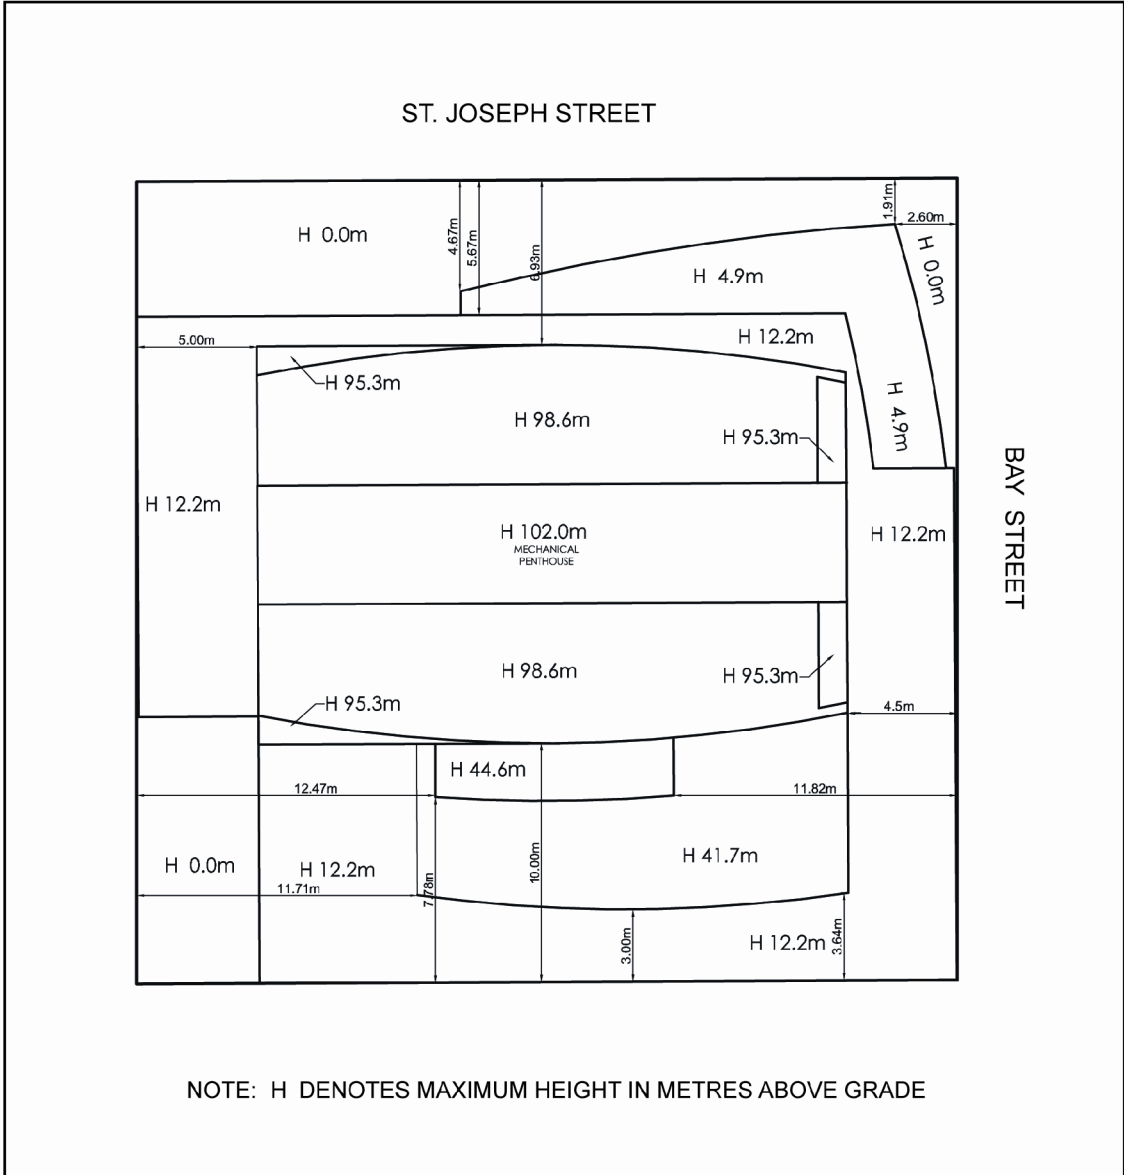 ST. JOSEPH STREET
1.91m
2.60m
4.67m
5.67m
6.93m
H 0.0m
H 0.0m
H 4.9m
5.00m
H 12.2m
H 95.3m
H 4.9m
H 98.6m
H 95.3m
BAY STREET
H 12.2m
H 102.0m
MECHANICAL
PENTHOUSE
H 12.2m
H 98.6m
H 95.3m
H 95.3m
4.5m
H 44.6m
12.47m
11.82m
H 0.0m
H 12.2m
10.00m
H 41.7m
11.71m
7.78m
3.00m
H 12.2m
3.64m
NOTE: H DENOTES MAXIMUM HEIGHT IN METRES ABOVE GRADE